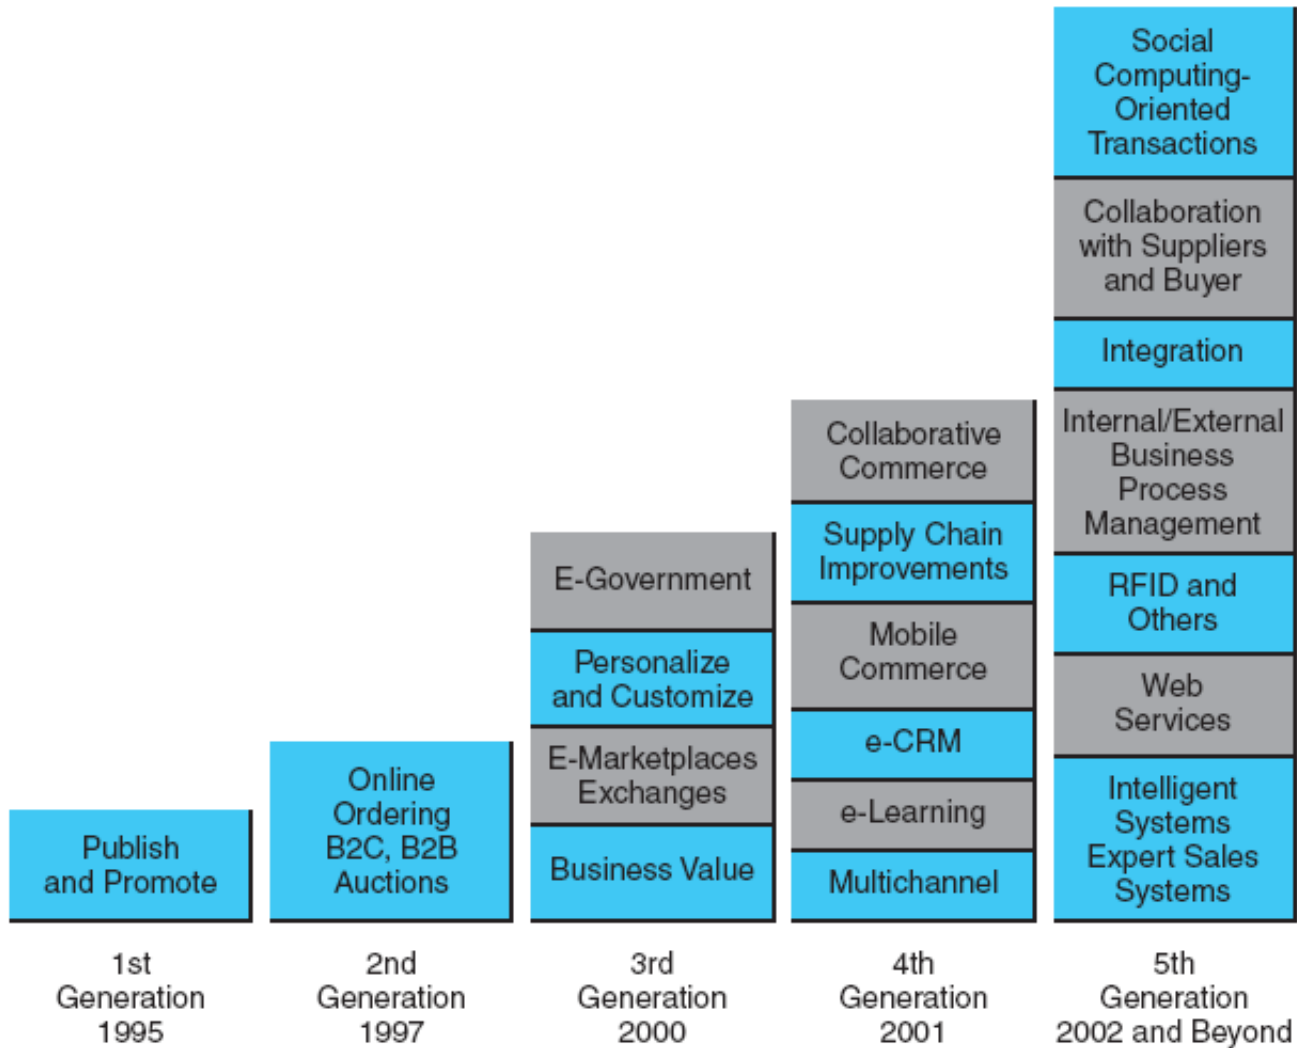 Publish
and Promote
1st
Generation
1995
Online
Ordering
B2C, B2B
Auctions
2nd
Generation
1997
E-Government
Personalize
and Customize
E-Marketplaces
Exchanges
Business Value
3rd
Generation
2000
Collaborative
Commerce
Supply Chain
Improvements
Mobile
Commerce
e-CRM
e-Learning
Multichannel
4th
Generation
2001
Social
Computing-
Oriented
Transactions
Collaboration
with Suppliers
and Buyer
Integration
Internal/External
Business
Process
Management
RFID and
Others
Web
Services
Intelligent
Systems
Expert Sales
Systems
5th
Generation
2002 and Beyond